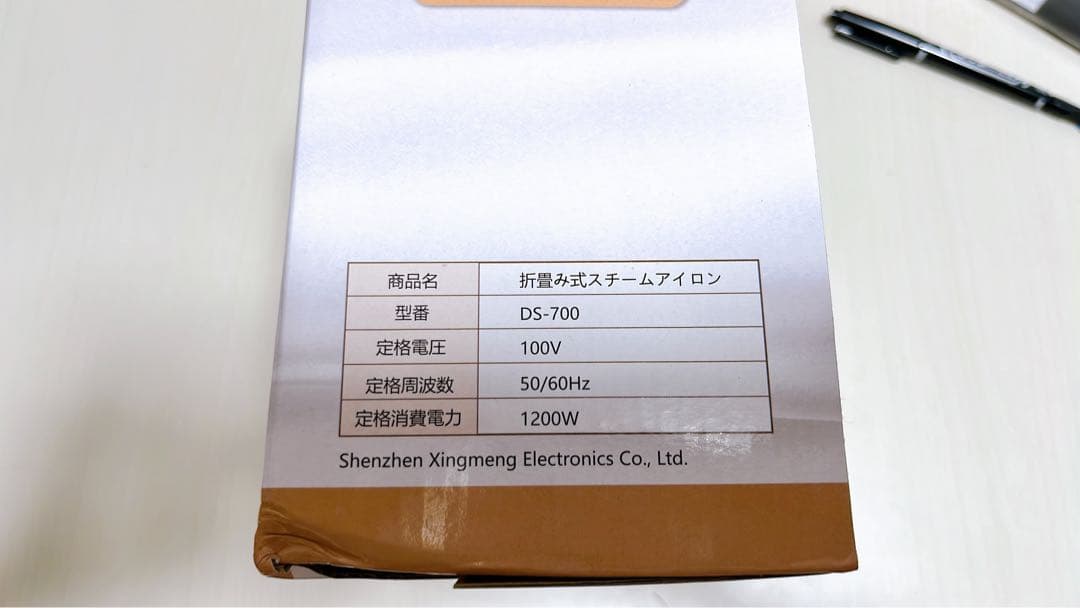 商品名 折畳み式スチームアイロン
型番 DS-700
定格電圧 100V
定格周波数 50/60Hz
定格消費電力 1200W
Shenzhen Xingmeng Electronics Co., Ltd.